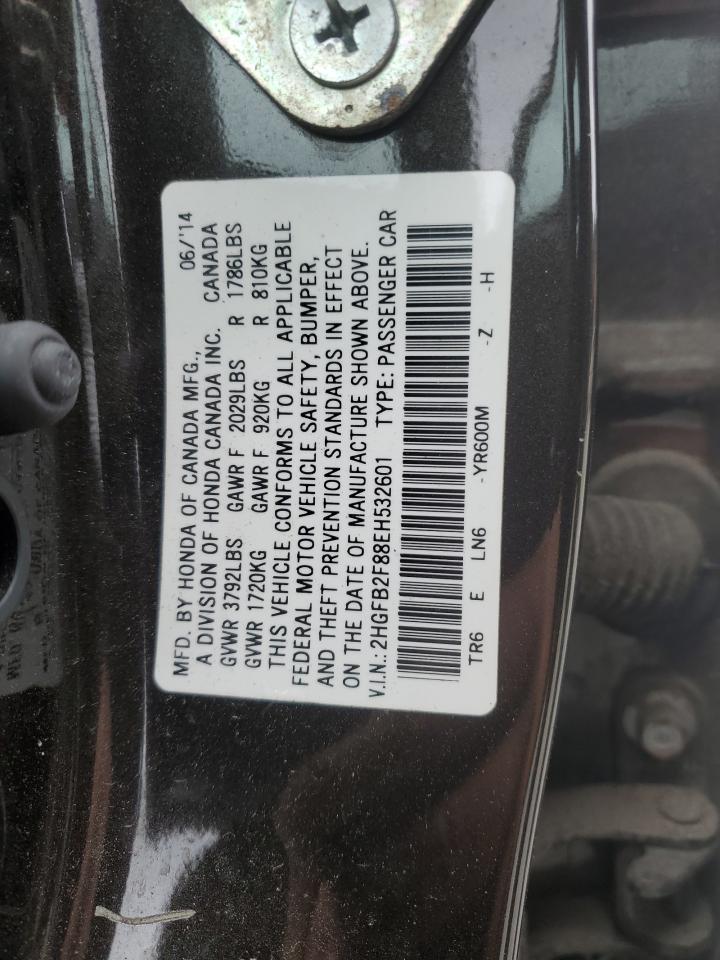 MFD. BY HONDA OF CANADA MFG., 06/'14
A DIVISION OF HONDA CANADA INC. CANADA
GVWR 3792LBS GAWR F 2029LBS R 1786LBS
GVWR 1720KG GAWR F 920KG R 810KG
THIS VEHICLE CONFORMS TO ALL APPLICABLE
FEDERAL MOTOR VEHICLE SAFETY, BUMPER,
AND THEFT PREVENTION STANDARDS IN EFFECT
ON THE DATE OF MANUFACTURE SHOWN ABOVE.
V.I.N.: 2HGFB2F88EH532601 TYPE: PASSENGER CAR
TR6 E LN6 -YR600M -Z -H